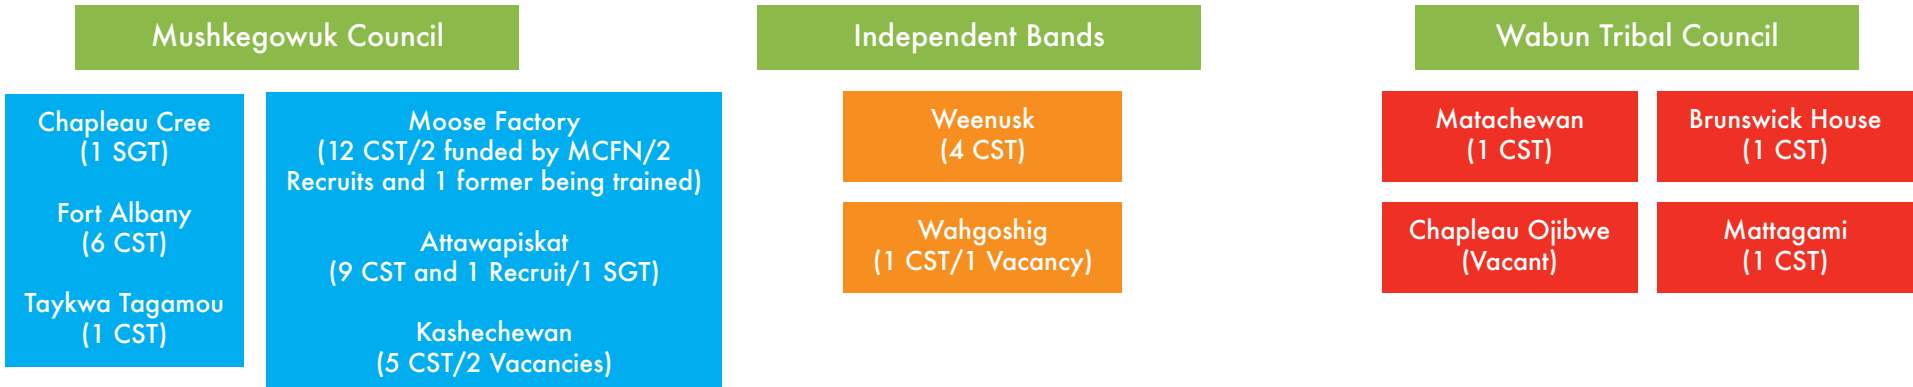 Mushkegowuk Council
Chapleau Cree
(1 SGT)
Fort Albany
(6 CST)
Taykwa Tagamou
(1 CST)
Moose Factory
(12 CST/2 funded by MCFN/2
Recruits and 1 former being trained)
Attawapiskat
(9 CST and 1 Recruit/1 SGT)
Kashechewan
(5 CST/2 Vacancies)
Independent Bands
Weenusk
(4 CST)
Wahgoshig
(1 CST/1 Vacancy)
Wabun Tribal Council
Matachewan
(1 CST)
Brunswick House
(1 CST)
Chapleau Ojibwe
(Vacant)
Mattagami
(1 CST)